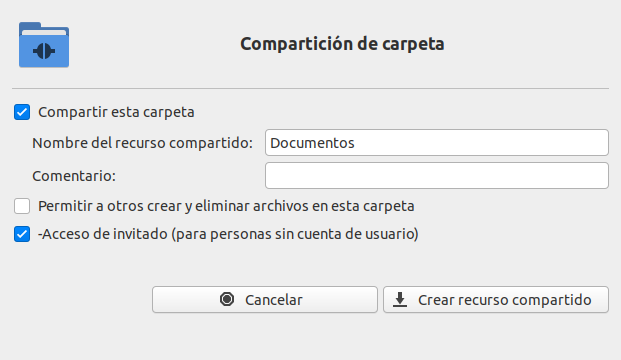 Compartición de carpeta
Compartir esta carpeta
Nombre del recurso compartido: Documentos
Comentario:
Permitir a otros crear y eliminar archivos en esta carpeta
-Acceso de invitado (para personas sin cuenta de usuario)
Cancelar Crear recurso compartido